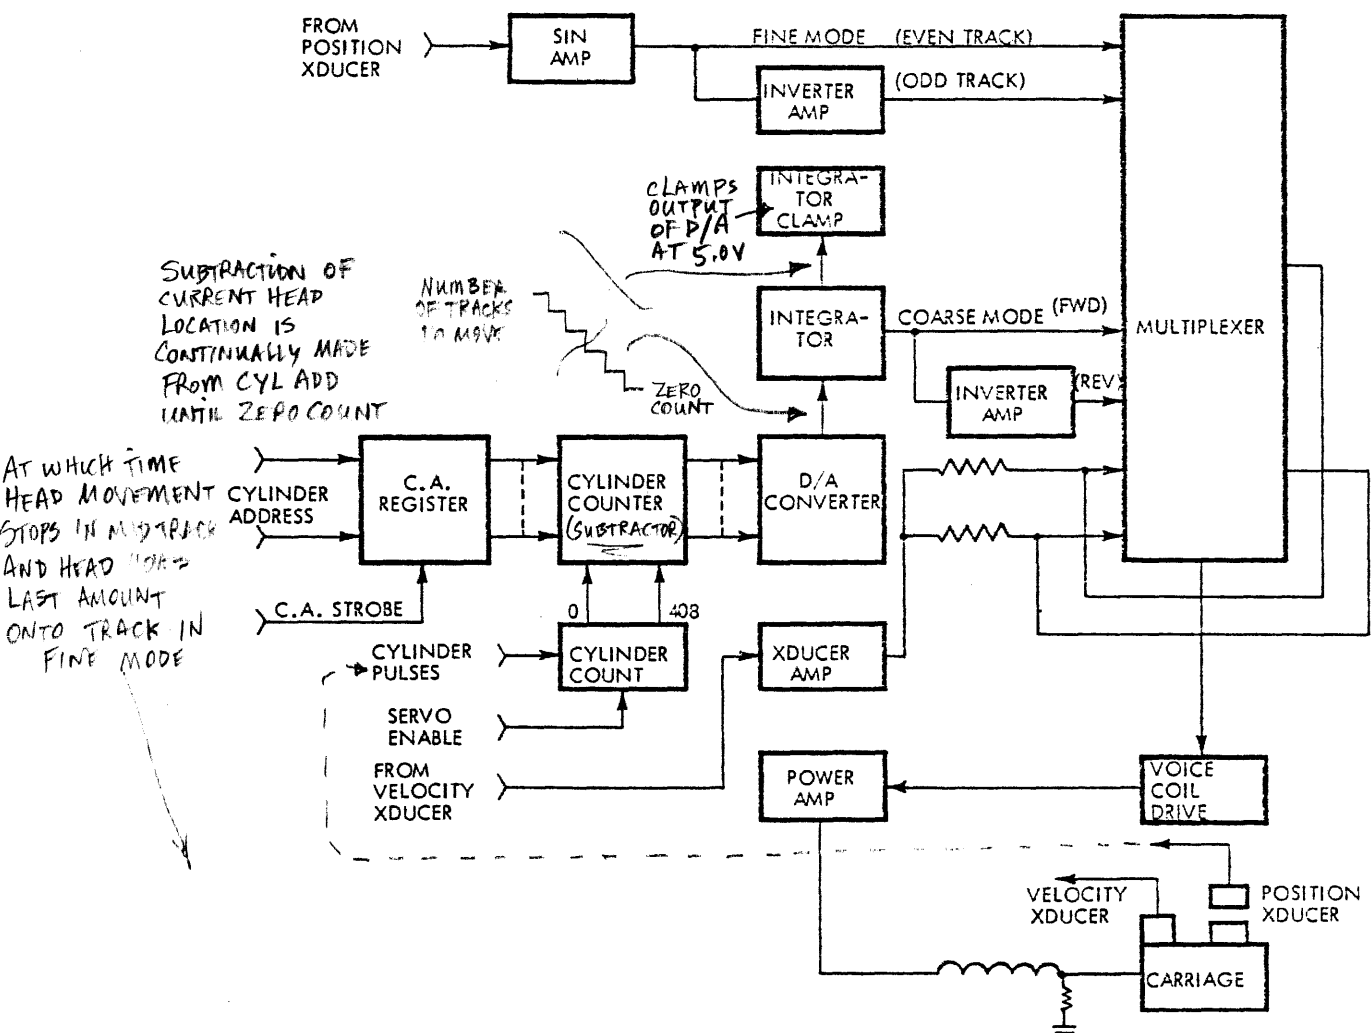 FROM
POSITION
XDUCER
SIN
AMP
FINE MODE (EVEN TRACK)
INVERTER
AMP
(ODD TRACK)
INTEGRA-
TOR
CLAMP
CLAMPS
OUTPUT
OF D/A
AT 5.0V
SUBTRACTION OF
CURRENT HEAD
LOCATION IS
CONTINUALLY MADE
FROM CYL ADD
UNTIL ZERO COUNT
NUMBER
OF TRACKS
TO MOVE
ZERO
COUNT
INTEGRA-
TOR
COARSE MODE (FWD)
MULTIPLEXER
INVERTER
AMP
(REV)
AT WHICH TIME
HEAD MOVEMENT
STOPS IN MIDTRACK
AND HEAD
LAST AMOUNT
ONTO TRACK IN
FINE MODE
CYLINDER
ADDRESS
C.A.
REGISTER
CYLINDER
COUNTER
(SUBTRACTOR)
D/A
CONVERTER
C.A. STROBE
0
408
CYLINDER
PULSES
CYLINDER
COUNT
XDUCER
AMP
SERVO
ENABLE
FROM
VELOCITY
XDUCER
POWER
AMP
VOICE
COIL
DRIVE
VELOCITY
XDUCER
POSITION
XDUCER
CARRIAGE